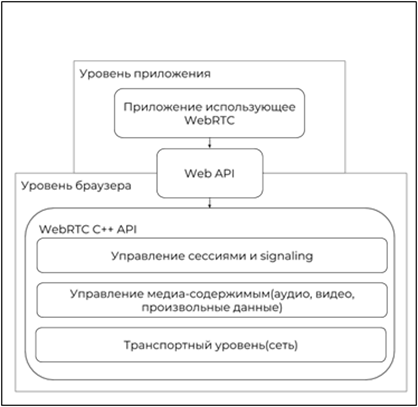 Уровень приложения
Приложение использующее
WebRTC
Web API
Уровень браузера
WebRTC C++ API
Управление сессиями и signaling
Управление медиа-содержимым(аудио, видео,
произвольные данные)
Транспортный уровень(сеть)